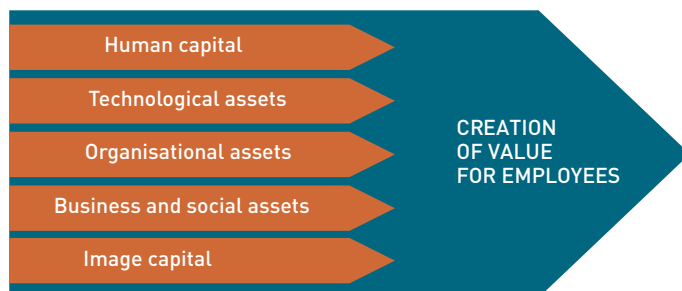 Human capital
Technological assets
Organisational assets
Business and social assets
Image capital
CREATION
OF VALUE
FOR EMPLOYEES